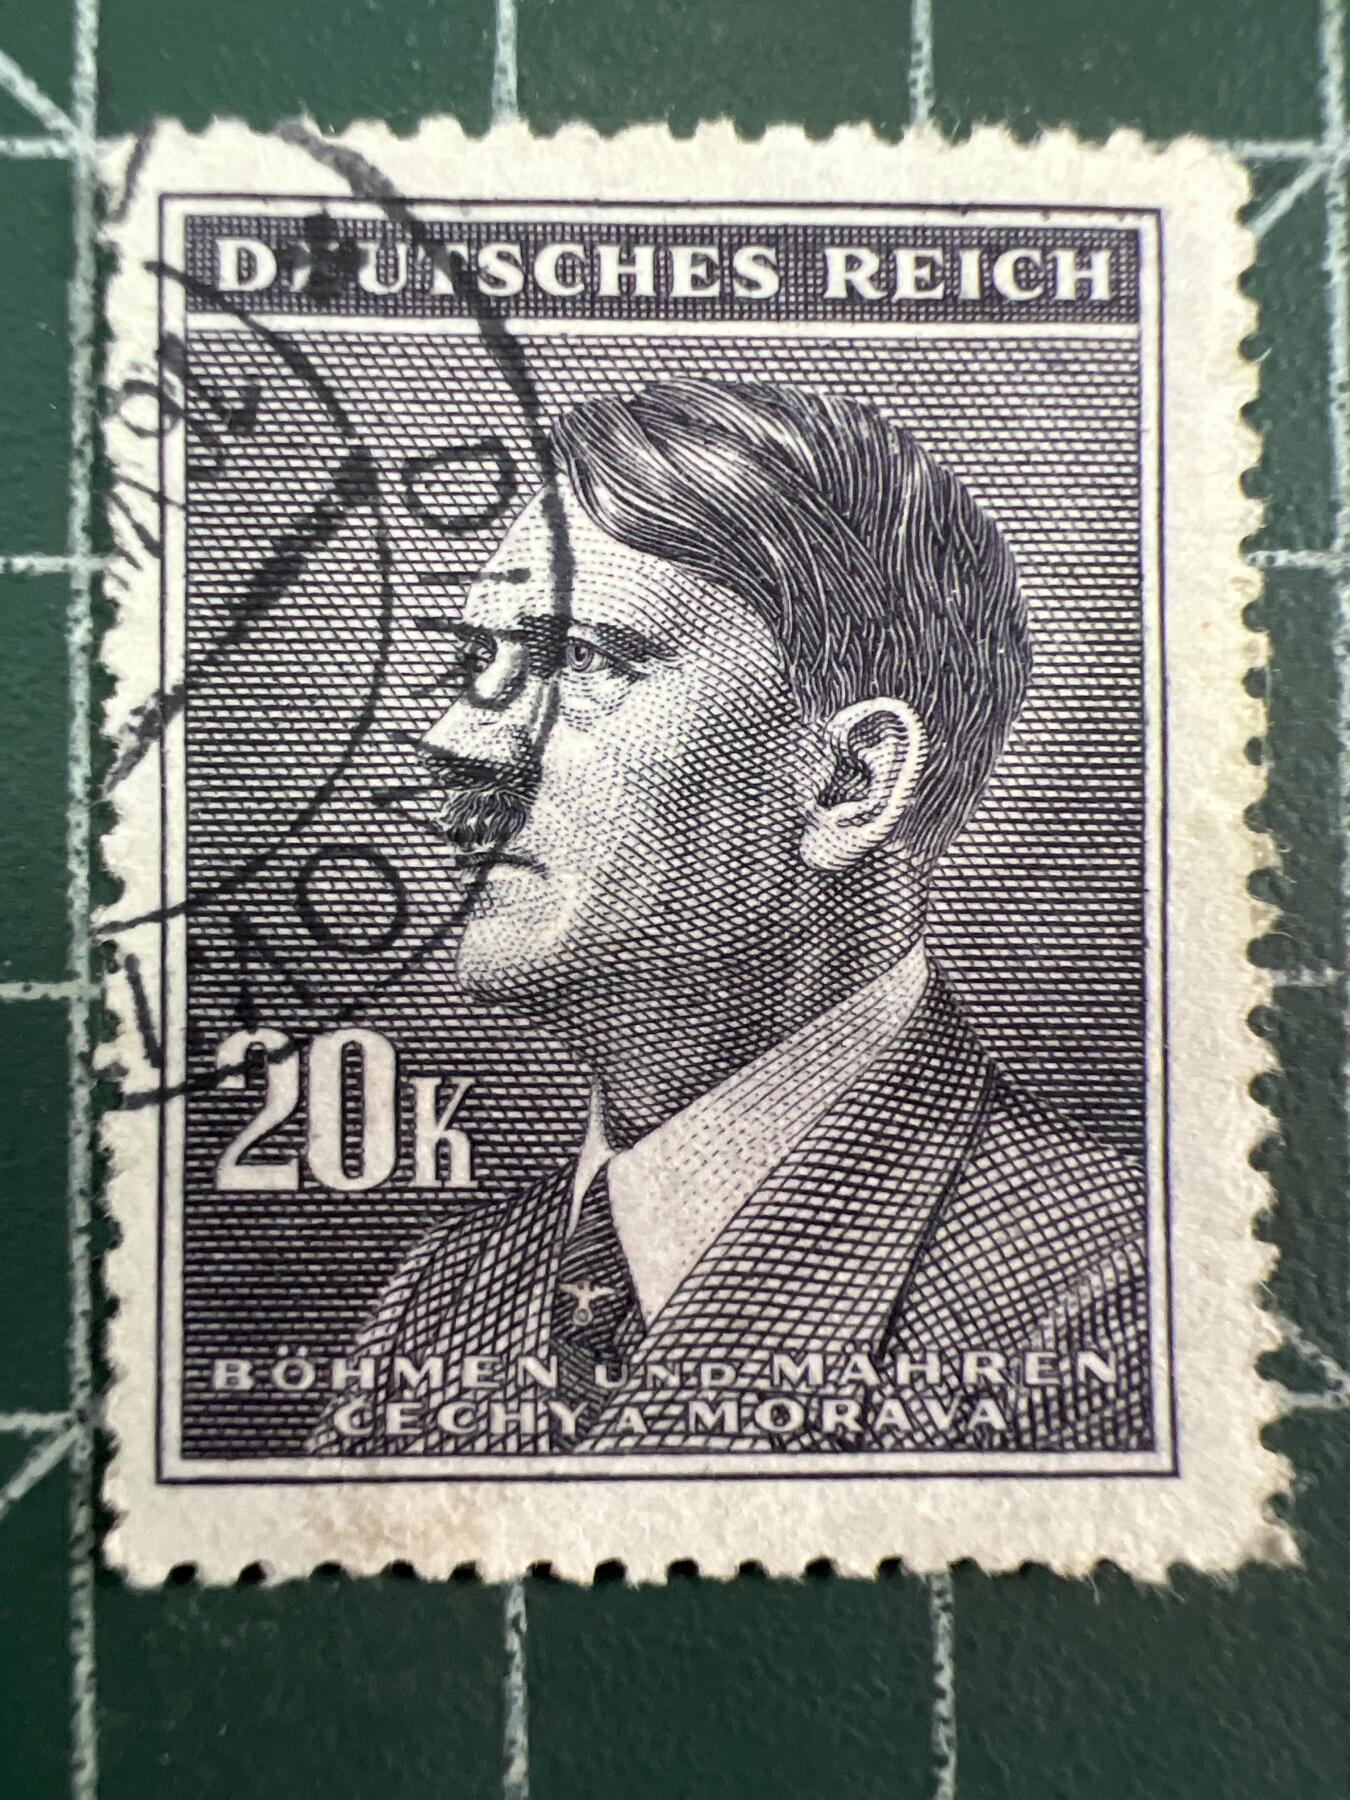 DEUTSCHES REICH
20K
BÖHMEN UND MÄHREN
ČECHY A MORAVA